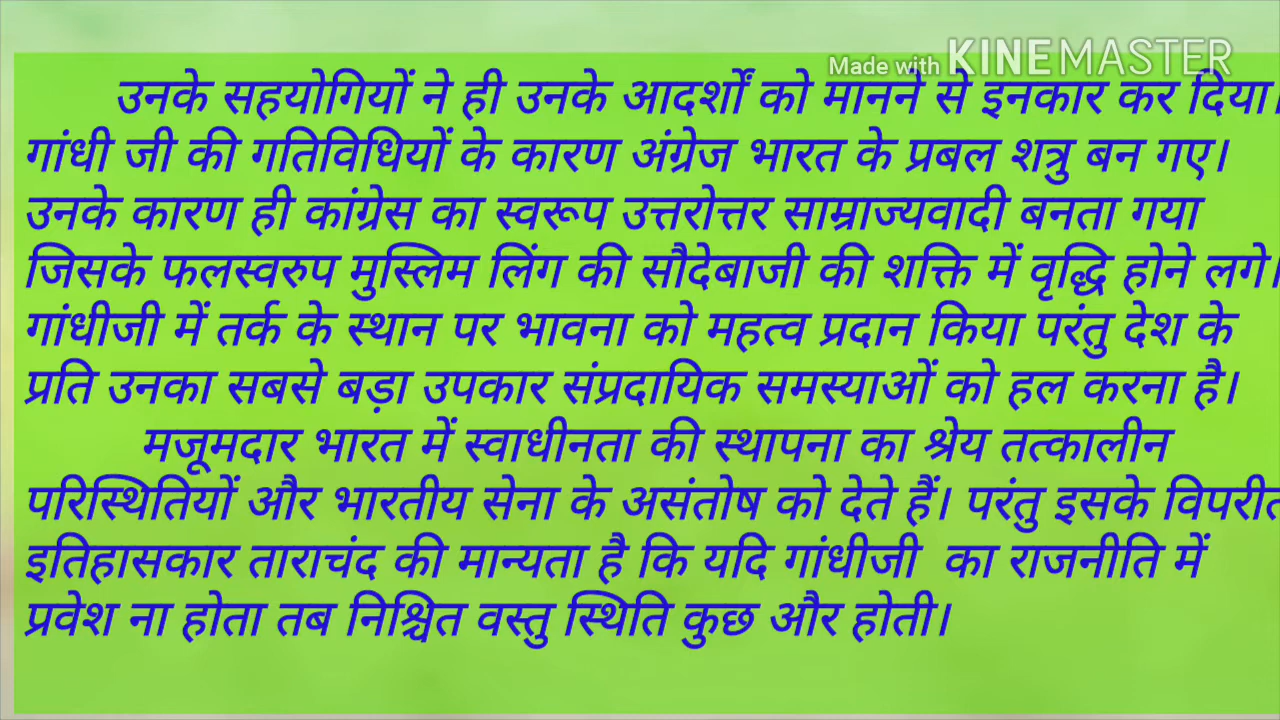 Made with KINEMASTER
उनके सहयोगियों ने ही उनके आदर्शों को मानने से इनकार कर दिया।
गांधी जी की गतिविधियों के कारण अंग्रेज भारत के प्रबल शत्रु बन गए।
उनके कारण ही कांग्रेस का स्वरूप उत्तरोत्तर साम्राज्यवादी बनता गया
जिसके फलस्वरुप मुस्लिम लिंग की सौदेबाजी की शक्ति में वृद्धि होने लगे।
गांधीजी में तर्क के स्थान पर भावना को महत्व प्रदान किया परंतु देश के
प्रति उनका सबसे बड़ा उपकार संप्रदायिक समस्याओं को हल करना है।
मजूमदार भारत में स्वाधीनता की स्थापना का श्रेय तत्कालीन
परिस्थितियों और भारतीय सेना के असंतोष को देते हैं। परंतु इसके विपरीत
इतिहासकार ताराचंद की मान्यता है कि यदि गांधीजी का राजनीति में
प्रवेश ना होता तब निश्चित वस्तु स्थिति कुछ और होती।